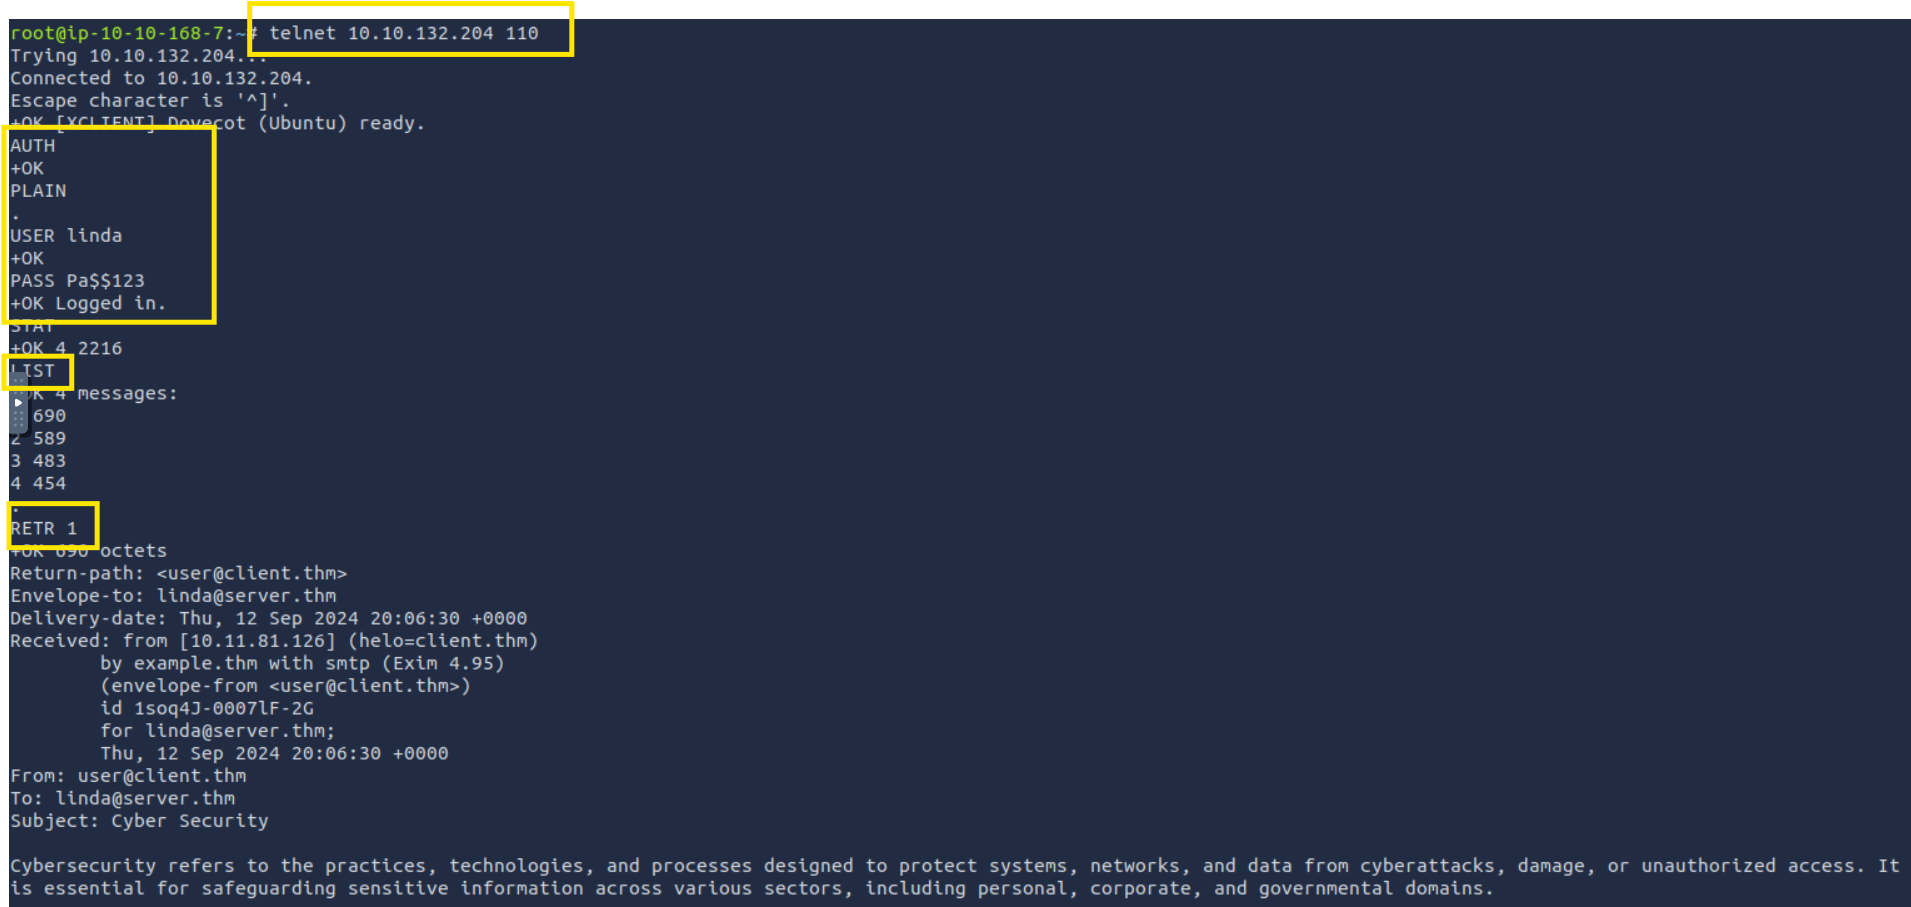 root@ip-10-10-168-7:~# telnet 10.10.132.204 110
Trying 10.10.132.204...
Connected to 10.10.132.204.
Escape character is '^]'.
+OK [XCLIENT] Dovecot (Ubuntu) ready.
AUTH
+OK
PLAIN
.
USER linda
+OK
PASS Pa$$123
+OK Logged in.
STAT
+OK 4 2216
LIST
OK 4 messages:
690
2 589
3 483
4 454
.
RETR 1
+OK 690 octets
Return-path: <user@client.thm>
Envelope-to: linda@server.thm
Delivery-date: Thu, 12 Sep 2024 20:06:30 +0000
Received: from [10.11.81.126] (helo=client.thm)
by example.thm with smtp (Exim 4.95)
(envelope-from <user@client.thm>)
id 1soq4J-0007lF-2G
for linda@server.thm;
Thu, 12 Sep 2024 20:06:30 +0000
From: user@client.thm
To: linda@server.thm
Subject: Cyber Security
Cybersecurity refers to the practices, technologies, and processes designed to protect systems, networks, and data from cyberattacks, damage, or unauthorized access. It
is essential for safeguarding sensitive information across various sectors, including personal, corporate, and governmental domains.